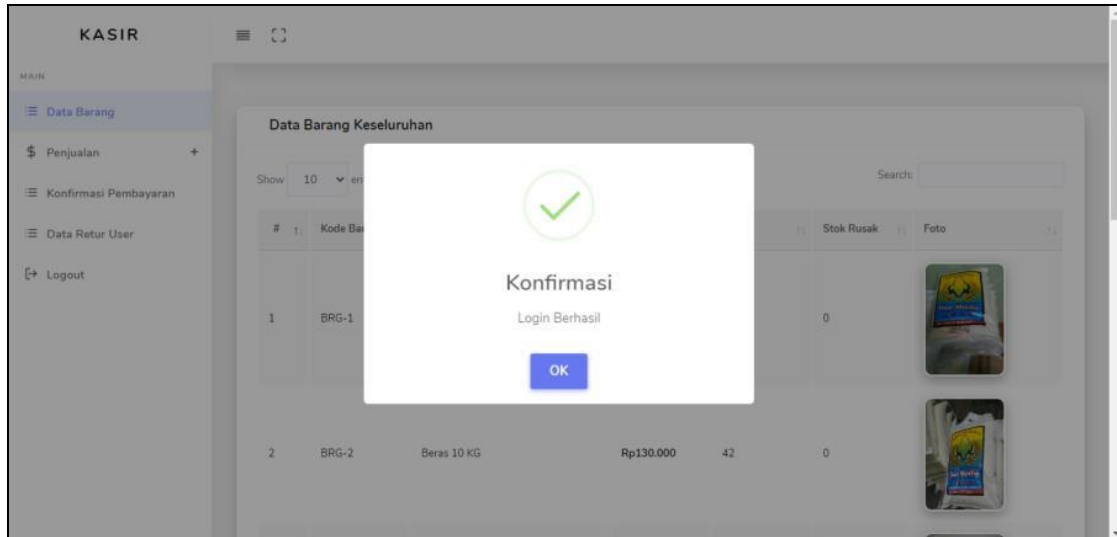 KASIR
MAIN
Data Barang
$ Penjualan +
Konfirmasi Pembayaran
Data Retur User
Logout
Data Barang Keseluruhan
Show 10 en
Search:
# Kode Bar Stok Rusak Foto
Konfirmasi
Login Berhasil
OK
1 BRG-1 0
2 BRG-2 Beras 10 KG Rp130.000 42 0